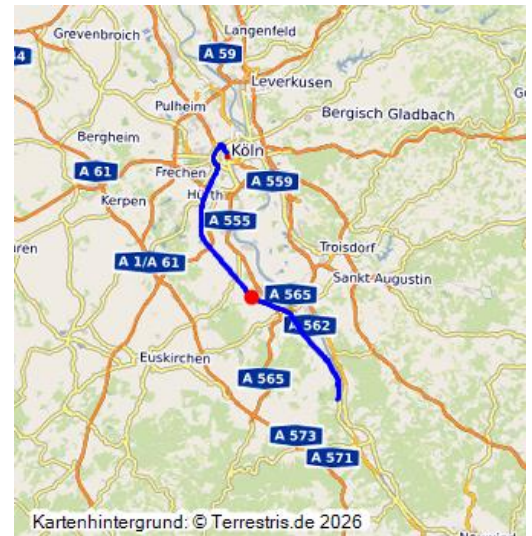 Grevenbroich
Langenfeld
A 59
Leverkusen
Pulheim
Bergisch Gladbach
Bergheim
Köln
A 61
Frechen
A 559
Kerpen
Hürth
A 555
Troisdorf
A 1/A 61
Sankt Augustin
A 565
A 562
Euskirchen
A 565
A 573
A 571
Kartenhintergrund: © Terrestris.de 2026